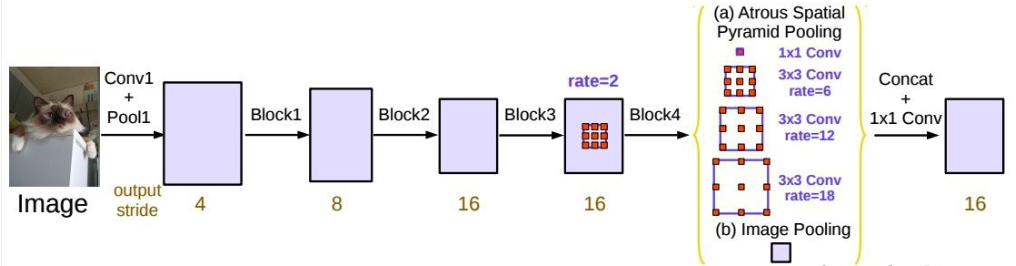 Image
Conv1
+
Pool1
output
stride
4
Block1
8
Block2
16
Block3
rate=2
16
Block4
(a) Atrous Spatial
Pyramid Pooling
1x1 Conv
3x3 Conv
rate=6
3x3 Conv
rate=12
3x3 Conv
rate=18
(b) Image Pooling
Concat
+
1x1 Conv
16